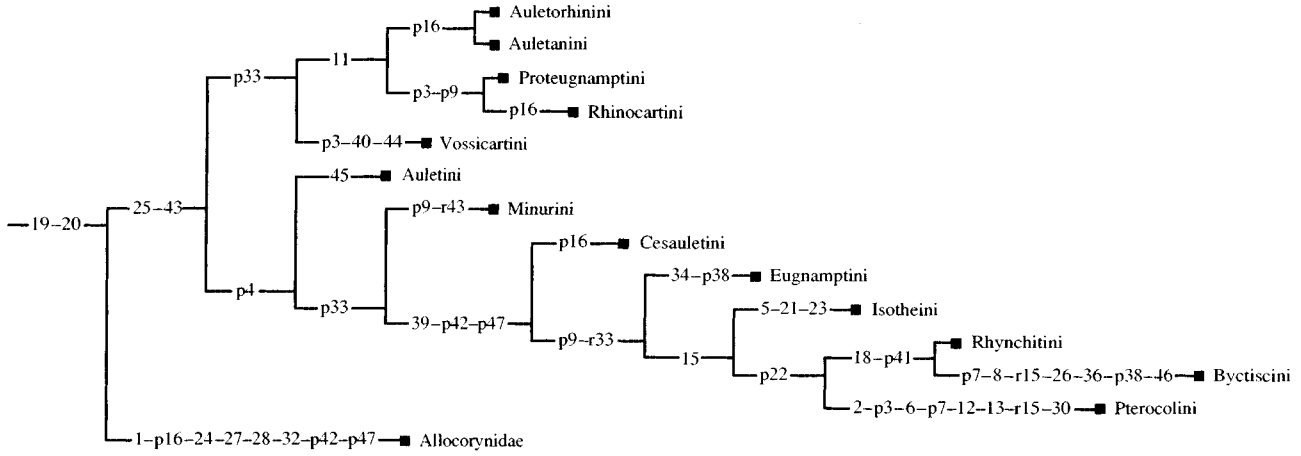 Auletorhinini
p16
Auletanini
11
p33
Proteugnamptini
p3–p9
p16 Rhinocartini
p3–40–44 Vossicartini
45 Auletini
19–20
25–43
p9–r43 Minurini
p16 Cesauletini
34–p38 Eugnamptini
p4
p33
5–21–23 Isotheini
39–p42–p47
p9–r33
Rhynchitini
15
18–p41
p22
p7–8–r15–26–36–p38–46 Byctiscini
2–p3–6–p7–12–13–r15–30 Pterocolini
1–p16–24–27–28–32–p42–p47 Allocorynidae